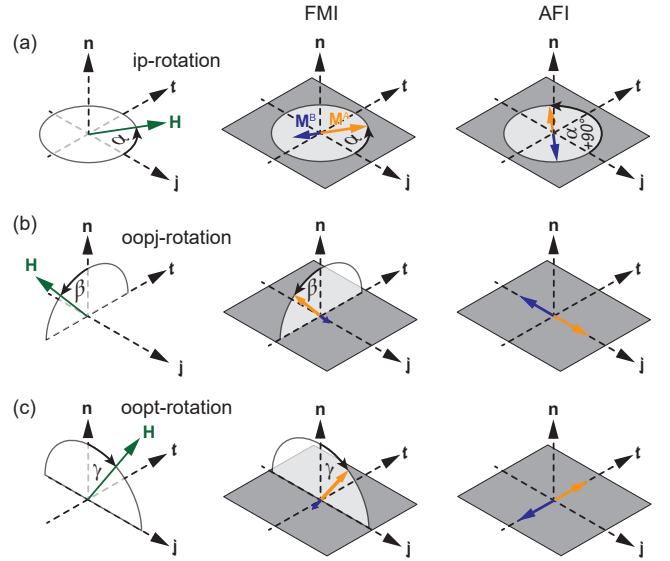 FMI AFI
(a) n n n
ip-rotation t t t
H M^B M^A
α α α +90°
j j j
(b) n n n
oopj-rotation t t t
H β β
j j j
(c) n n n
oopt-rotation t t t
H γ γ
j j j